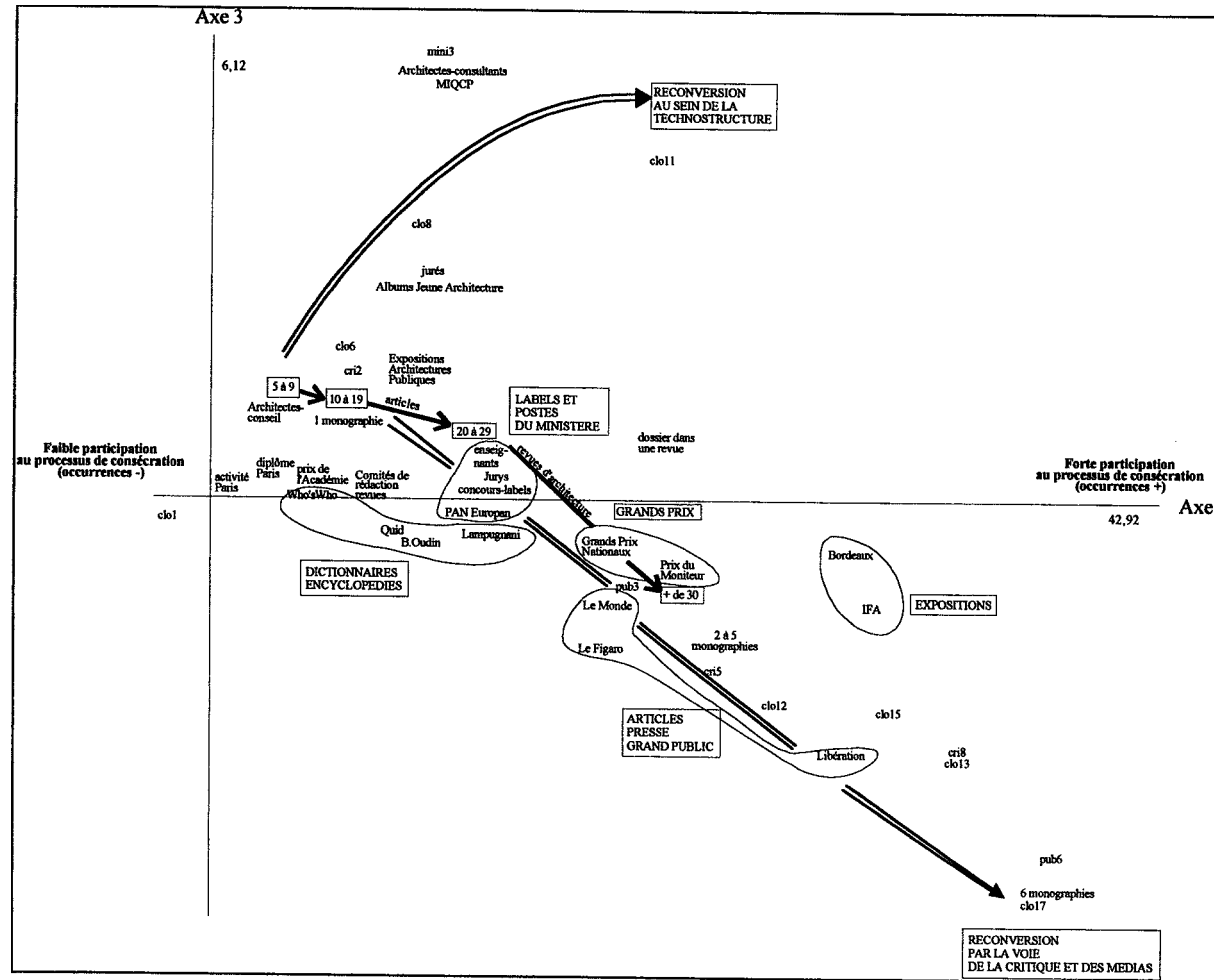 Axe 3
6,12
mini3
Architectes-consultants
MIQCP
RECONVERSION
AU SEIN DE LA
TECHNOSTRUCTURE
clo11
clo8
jurés
Albums Jeune Architecture
clo6
cri2
Expositions
Architectures
Publiques
5 à 9
10 à 19
articles
Architectes-
conseil
1 monographie
20 à 29
LABELS ET
POSTES
DU MINISTERE
dossier dans
une revue
Faible participation
au processus de consécration
(occurrences -)
Forte participation
au processus de consécration
(occurrences +)
activité
Paris
diplôme
Paris
prix de
l'Académie
Who'sWho
Comités de
rédaction
revues
enseig-
nants
Jurys
concours-labels
PAN Europan
revues d'architecture
GRANDS PRIX
clo1
42,92
Axe
Quid
B.Oudin
Lampugnani
DICTIONNAIRES
ENCYCLOPEDIES
Grands Prix
Nationaux
Prix du
Moniteur
pub3
+ de 30
Bordeaux
IFA
EXPOSITIONS
Le Monde
Le Figaro
2 à 5
monographies
cri5
clo12
clo15
ARTICLES
PRESSE
GRAND PUBLIC
Libération
cri8
clo13
pub6
6 monographies
clo17
RECONVERSION
PAR LA VOIE
DE LA CRITIQUE ET DES MEDIAS